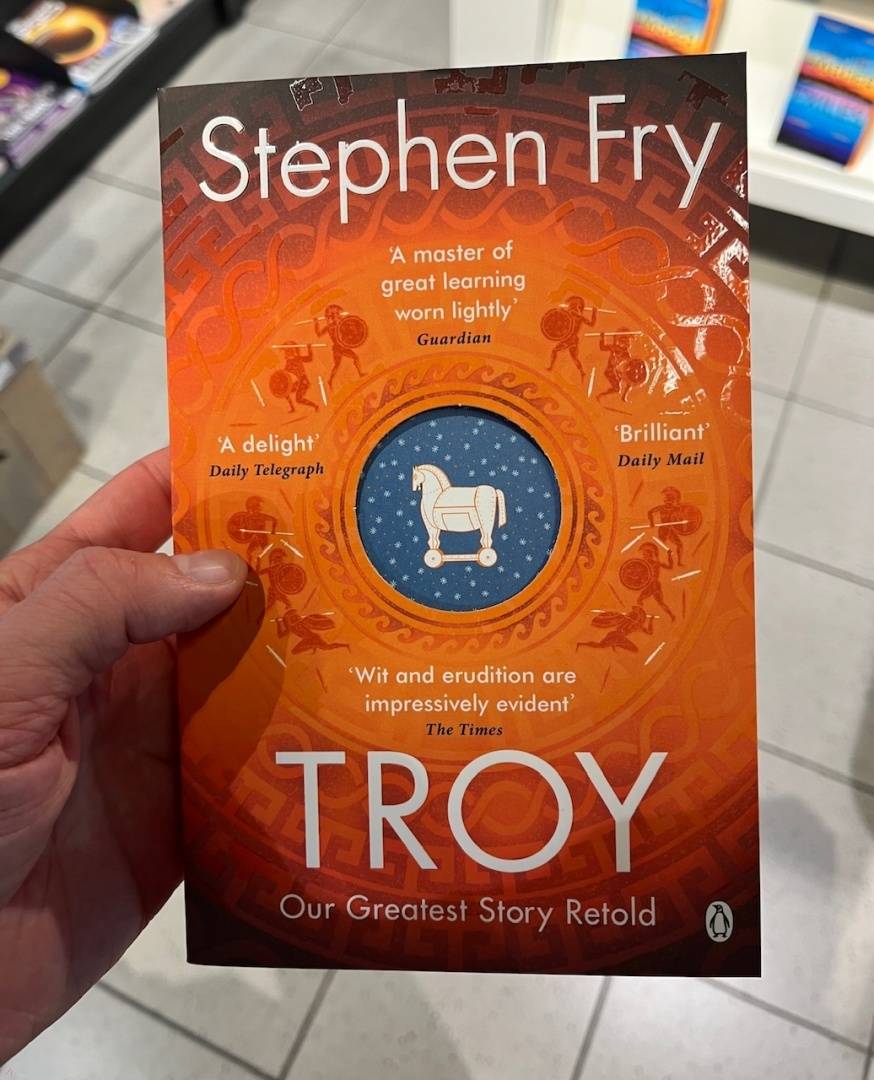 Stephen Fry
‘A master of
great learning
worn lightly’
Guardian
‘A delight’
Daily Telegraph
‘Brilliant’
Daily Mail
‘Wit and erudition are
impressively evident’
The Times
TROY
Our Greatest Story Retold